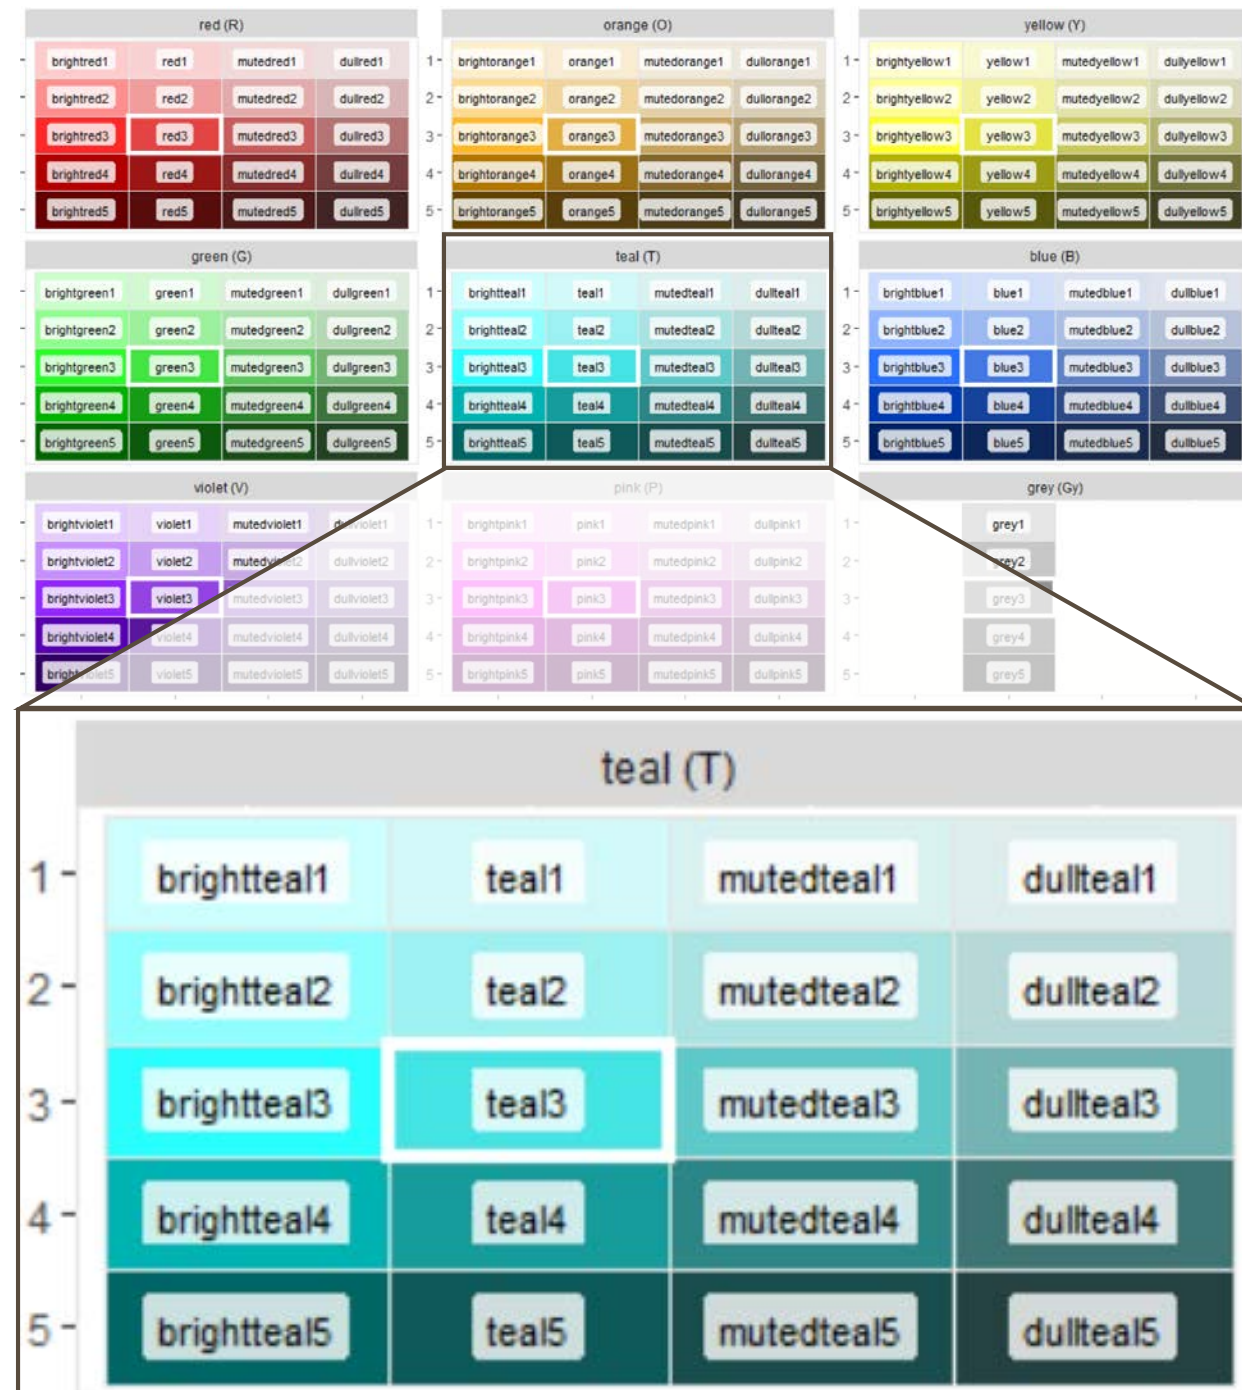 red (R) orange (O) yellow (Y)
brightred1 red1 mutedred1 dullred1 1 brightorange1 orange1 mutedorange1 dullorange1 1 brightyellow1 yellow1 mutedyellow1 dullyellow1
brightred2 red2 mutedred2 dullred2 2 brightorange2 orange2 mutedorange2 dullorange2 2 brightyellow2 yellow2 mutedyellow2 dullyellow2
brightred3 red3 mutedred3 dullred3 3 brightorange3 orange3 mutedorange3 dullorange3 3 brightyellow3 yellow3 mutedyellow3 dullyellow3
brightred4 red4 mutedred4 dullred4 4 brightorange4 orange4 mutedorange4 dullorange4 4 brightyellow4 yellow4 mutedyellow4 dullyellow4
brightred5 red5 mutedred5 dullred5 5 brightorange5 orange5 mutedorange5 dullorange5 5 brightyellow5 yellow5 mutedyellow5 dullyellow5
green (G) teal (T) blue (B)
brightgreen1 green1 mutedgreen1 dullgreen1 1 brightteal1 teal1 mutedteal1 dullteal1 1 brightblue1 blue1 mutedblue1 dullblue1
brightgreen2 green2 mutedgreen2 dullgreen2 2 brightteal2 teal2 mutedteal2 dullteal2 2 brightblue2 blue2 mutedblue2 dullblue2
brightgreen3 green3 mutedgreen3 dullgreen3 3 brightteal3 teal3 mutedteal3 dullteal3 3 brightblue3 blue3 mutedblue3 dullblue3
brightgreen4 green4 mutedgreen4 dullgreen4 4 brightteal4 teal4 mutedteal4 dullteal4 4 brightblue4 blue4 mutedblue4 dullblue4
brightgreen5 green5 mutedgreen5 dullgreen5 5 brightteal5 teal5 mutedteal5 dullteal5 5 brightblue5 blue5 mutedblue5 dullblue5
violet (V) pink (P) grey (Gy)
brightviolet1 violet1 mutedviolet1 dullviolet1 1 brightpink1 pink1 mutedpink1 dullpink1 1 grey1
brightviolet2 violet2 mutedviolet2 dullviolet2 2 brightpink2 pink2 mutedpink2 dullpink2 2 grey2
brightviolet3 violet3 mutedviolet3 dullviolet3 3 brightpink3 pink3 mutedpink3 dullpink3 3 grey3
brightviolet4 violet4 mutedviolet4 dullviolet4 4 brightpink4 pink4 mutedpink4 dullpink4 4 grey4
brightviolet5 violet5 mutedviolet5 dullviolet5 5 brightpink5 pink5 mutedpink5 dullpink5 5 grey5
teal (T)
1 brightteal1 teal1 mutedteal1 dullteal1
2 brightteal2 teal2 mutedteal2 dullteal2
3 brightteal3 teal3 mutedteal3 dullteal3
4 brightteal4 teal4 mutedteal4 dullteal4
5 brightteal5 teal5 mutedteal5 dullteal5